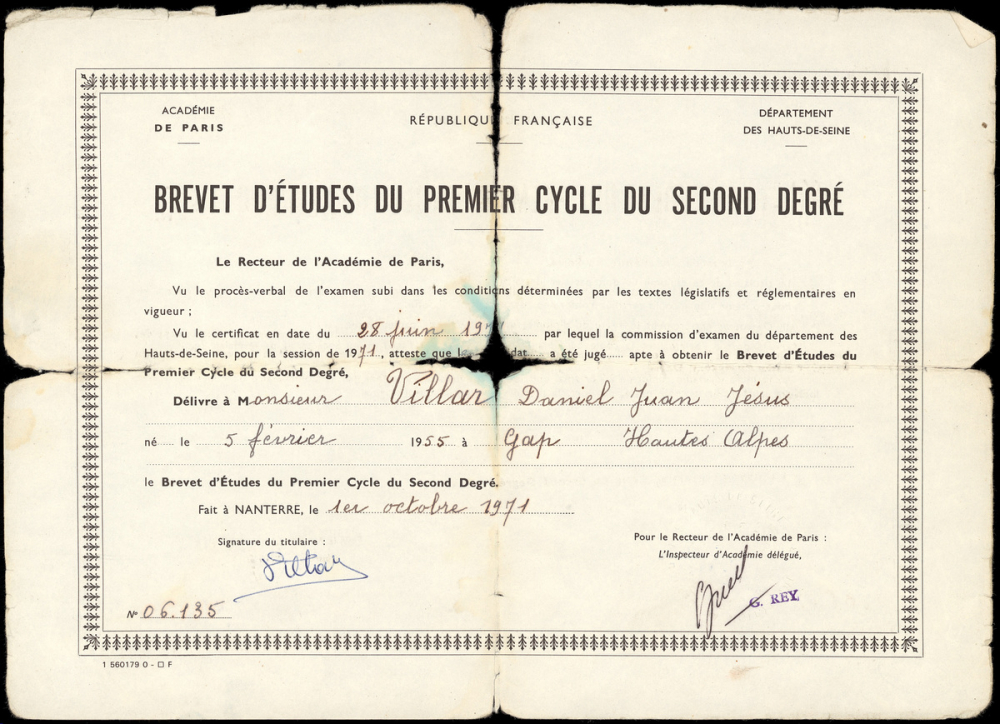 ACADÉMIE
DE PARIS
RÉPUBLIQUE FRANÇAISE
DÉPARTEMENT
DES HAUTS-DE-SEINE
BREVET D'ÉTUDES DU PREMIER CYCLE DU SECOND DEGRÉ
Le Recteur de l'Académie de Paris,
Vu le procès-verbal de l'examen subi dans les conditions déterminées par les textes législatifs et réglementaires en
vigueur ;
Vu le certificat en date du 28 juin 19 par lequel la commission d'examen du département des
Hauts-de-Seine, pour la session de 1971, atteste que l dat a été jugé apte à obtenir le Brevet d'Études du
Premier Cycle du Second Degré,
Délivre à Monsieur Villar Daniel Juan Jésus
né le 5 février 1955 à Gap Hautes Alpes
le Brevet d'Études du Premier Cycle du Second Degré.
Fait à NANTERRE, le 1er octobre 1971
Signature du titulaire :
Pour le Recteur de l'Académie de Paris :
L'Inspecteur d'Académie délégué,
Villar
G. REY
N° 06.135
1 560179 0 - □ F